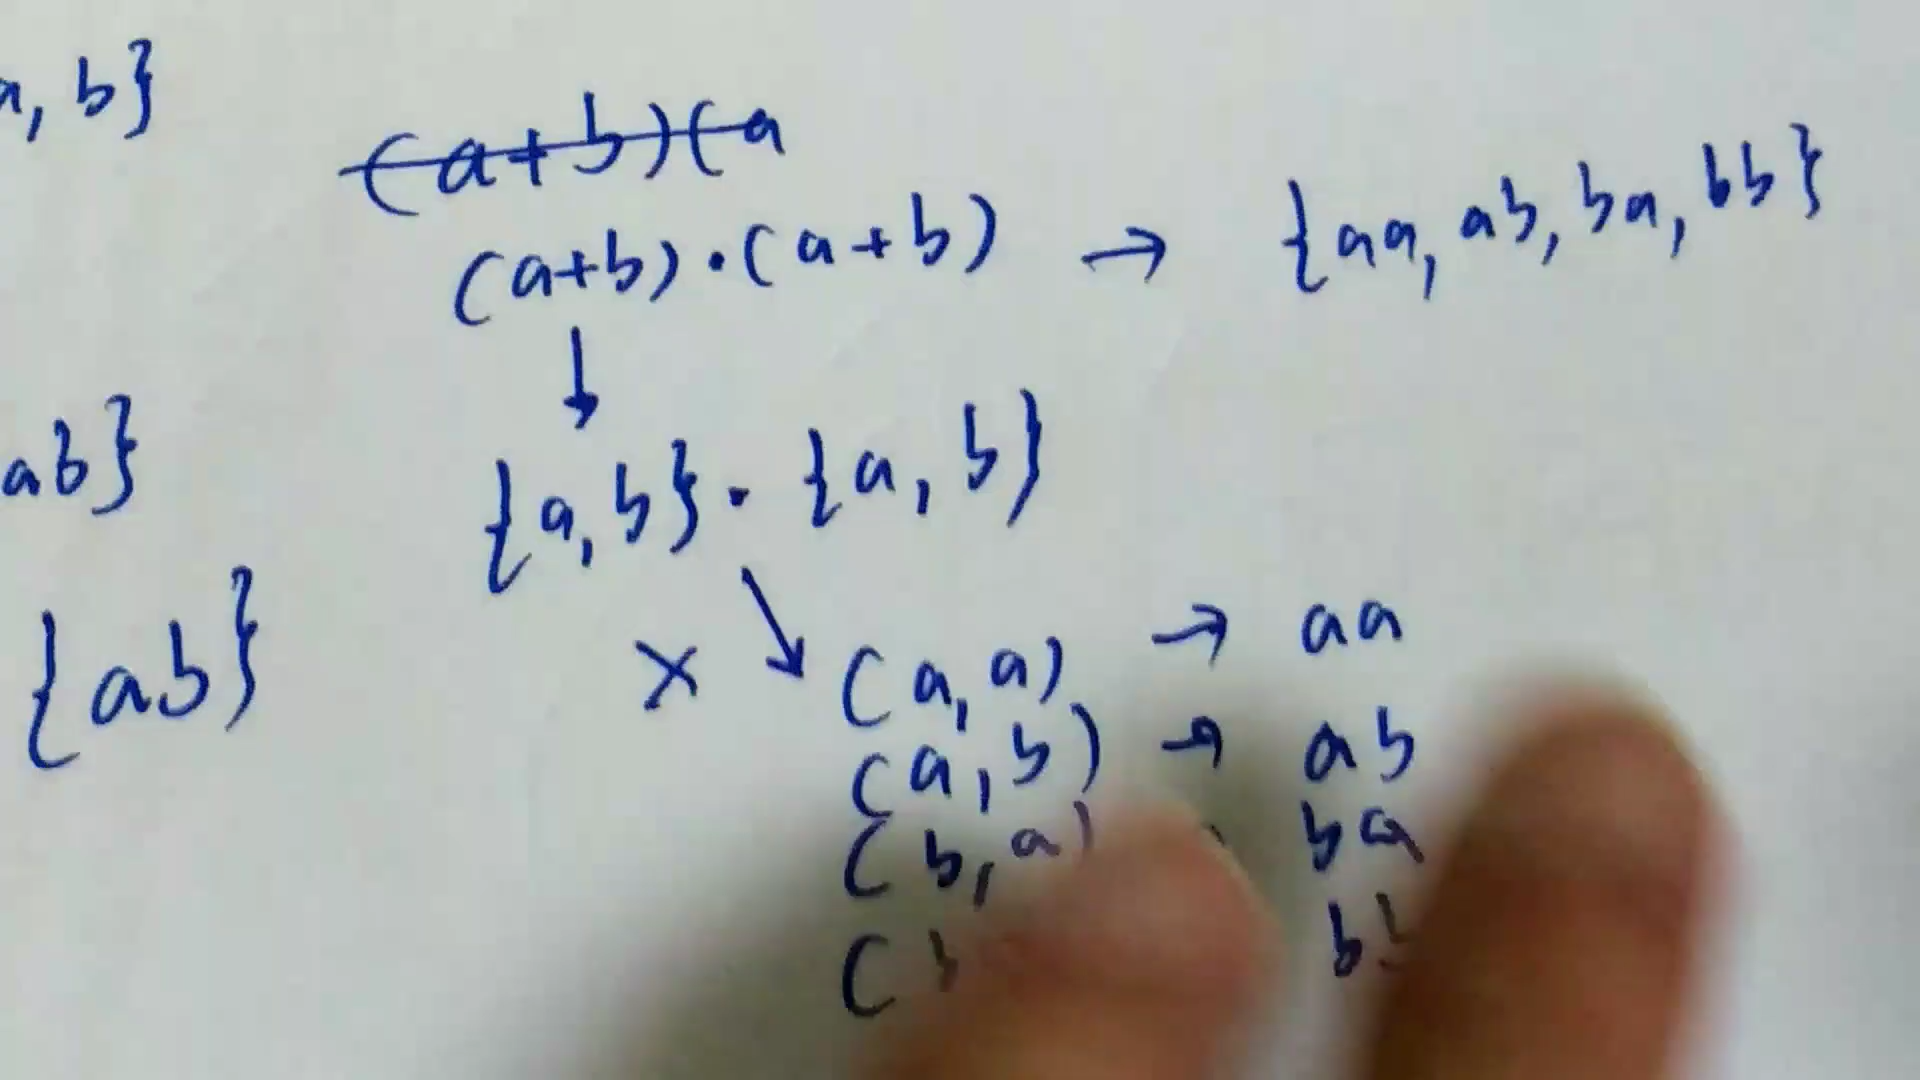 a, b}
(a+b)(a
(a+b)·(a+b) → {aa, ab, ba, bb}
↓
ab}
{a,b} · {a, b}
{ab}
× ↘ (a, a) → aa
(a, b) → ab
(b, a) ba
(b